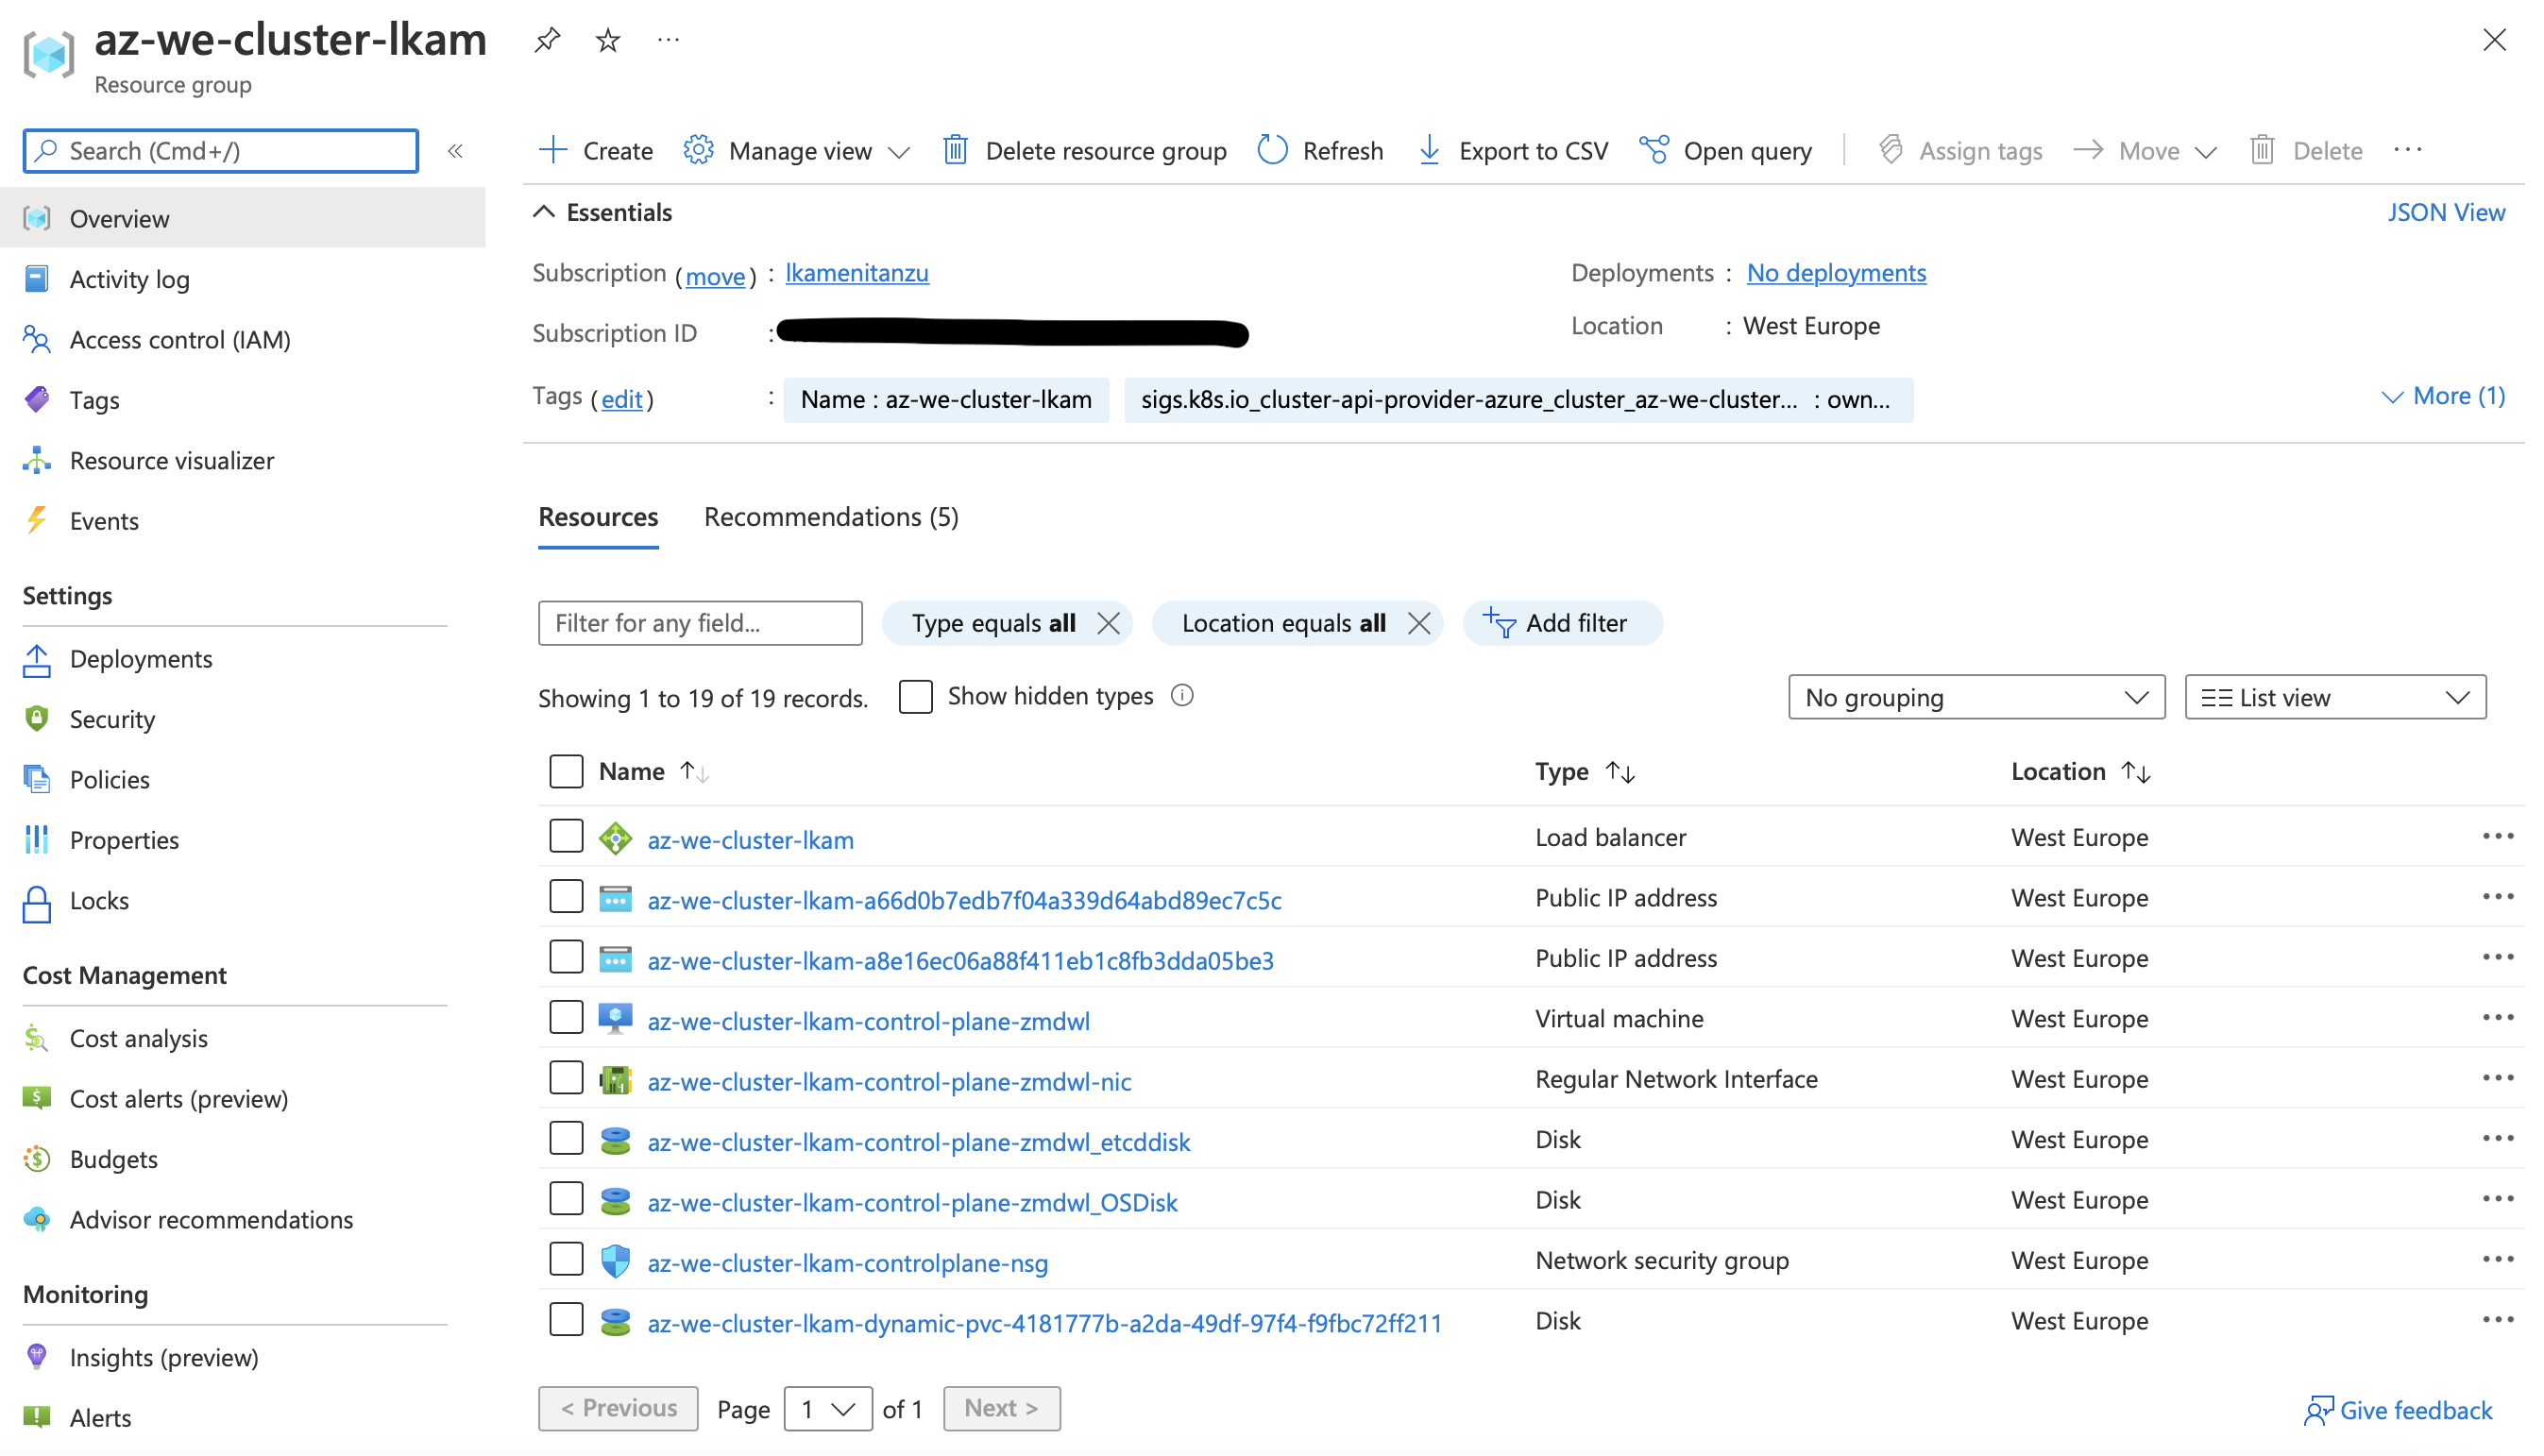 az-we-cluster-lkam
Resource group
Search (Cmd+/)
«
Create
Manage view
Delete resource group
Refresh
Export to CSV
Open query
Assign tags
Move
Delete
Overview
Activity log
Access control (IAM)
Tags
Resource visualizer
Events
Settings
Deployments
Security
Policies
Properties
Locks
Cost Management
Cost analysis
Cost alerts (preview)
Budgets
Advisor recommendations
Monitoring
Insights (preview)
Alerts
Essentials
JSON View
Subscription (move) : lkamenitanzu
Deployments : No deployments
Subscription ID :
Location : West Europe
Tags (edit) : Name : az-we-cluster-lkam sigs.k8s.io_cluster-api-provider-azure_cluster_az-we-cluster... : own...
More (1)
Resources Recommendations (5)
Filter for any field... Type equals all Location equals all Add filter
Showing 1 to 19 of 19 records. Show hidden types No grouping List view
Name Type Location
az-we-cluster-lkam Load balancer West Europe
az-we-cluster-lkam-a66d0b7edb7f04a339d64abd89ec7c5c Public IP address West Europe
az-we-cluster-lkam-a8e16ec06a88f411eb1c8fb3dda05be3 Public IP address West Europe
az-we-cluster-lkam-control-plane-zmdwl Virtual machine West Europe
az-we-cluster-lkam-control-plane-zmdwl-nic Regular Network Interface West Europe
az-we-cluster-lkam-control-plane-zmdwl_etcddisk Disk West Europe
az-we-cluster-lkam-control-plane-zmdwl_OSDisk Disk West Europe
az-we-cluster-lkam-controlplane-nsg Network security group West Europe
az-we-cluster-lkam-dynamic-pvc-4181777b-a2da-49df-97f4-f9fbc72ff211 Disk West Europe
< Previous Page 1 of 1 Next >
Give feedback